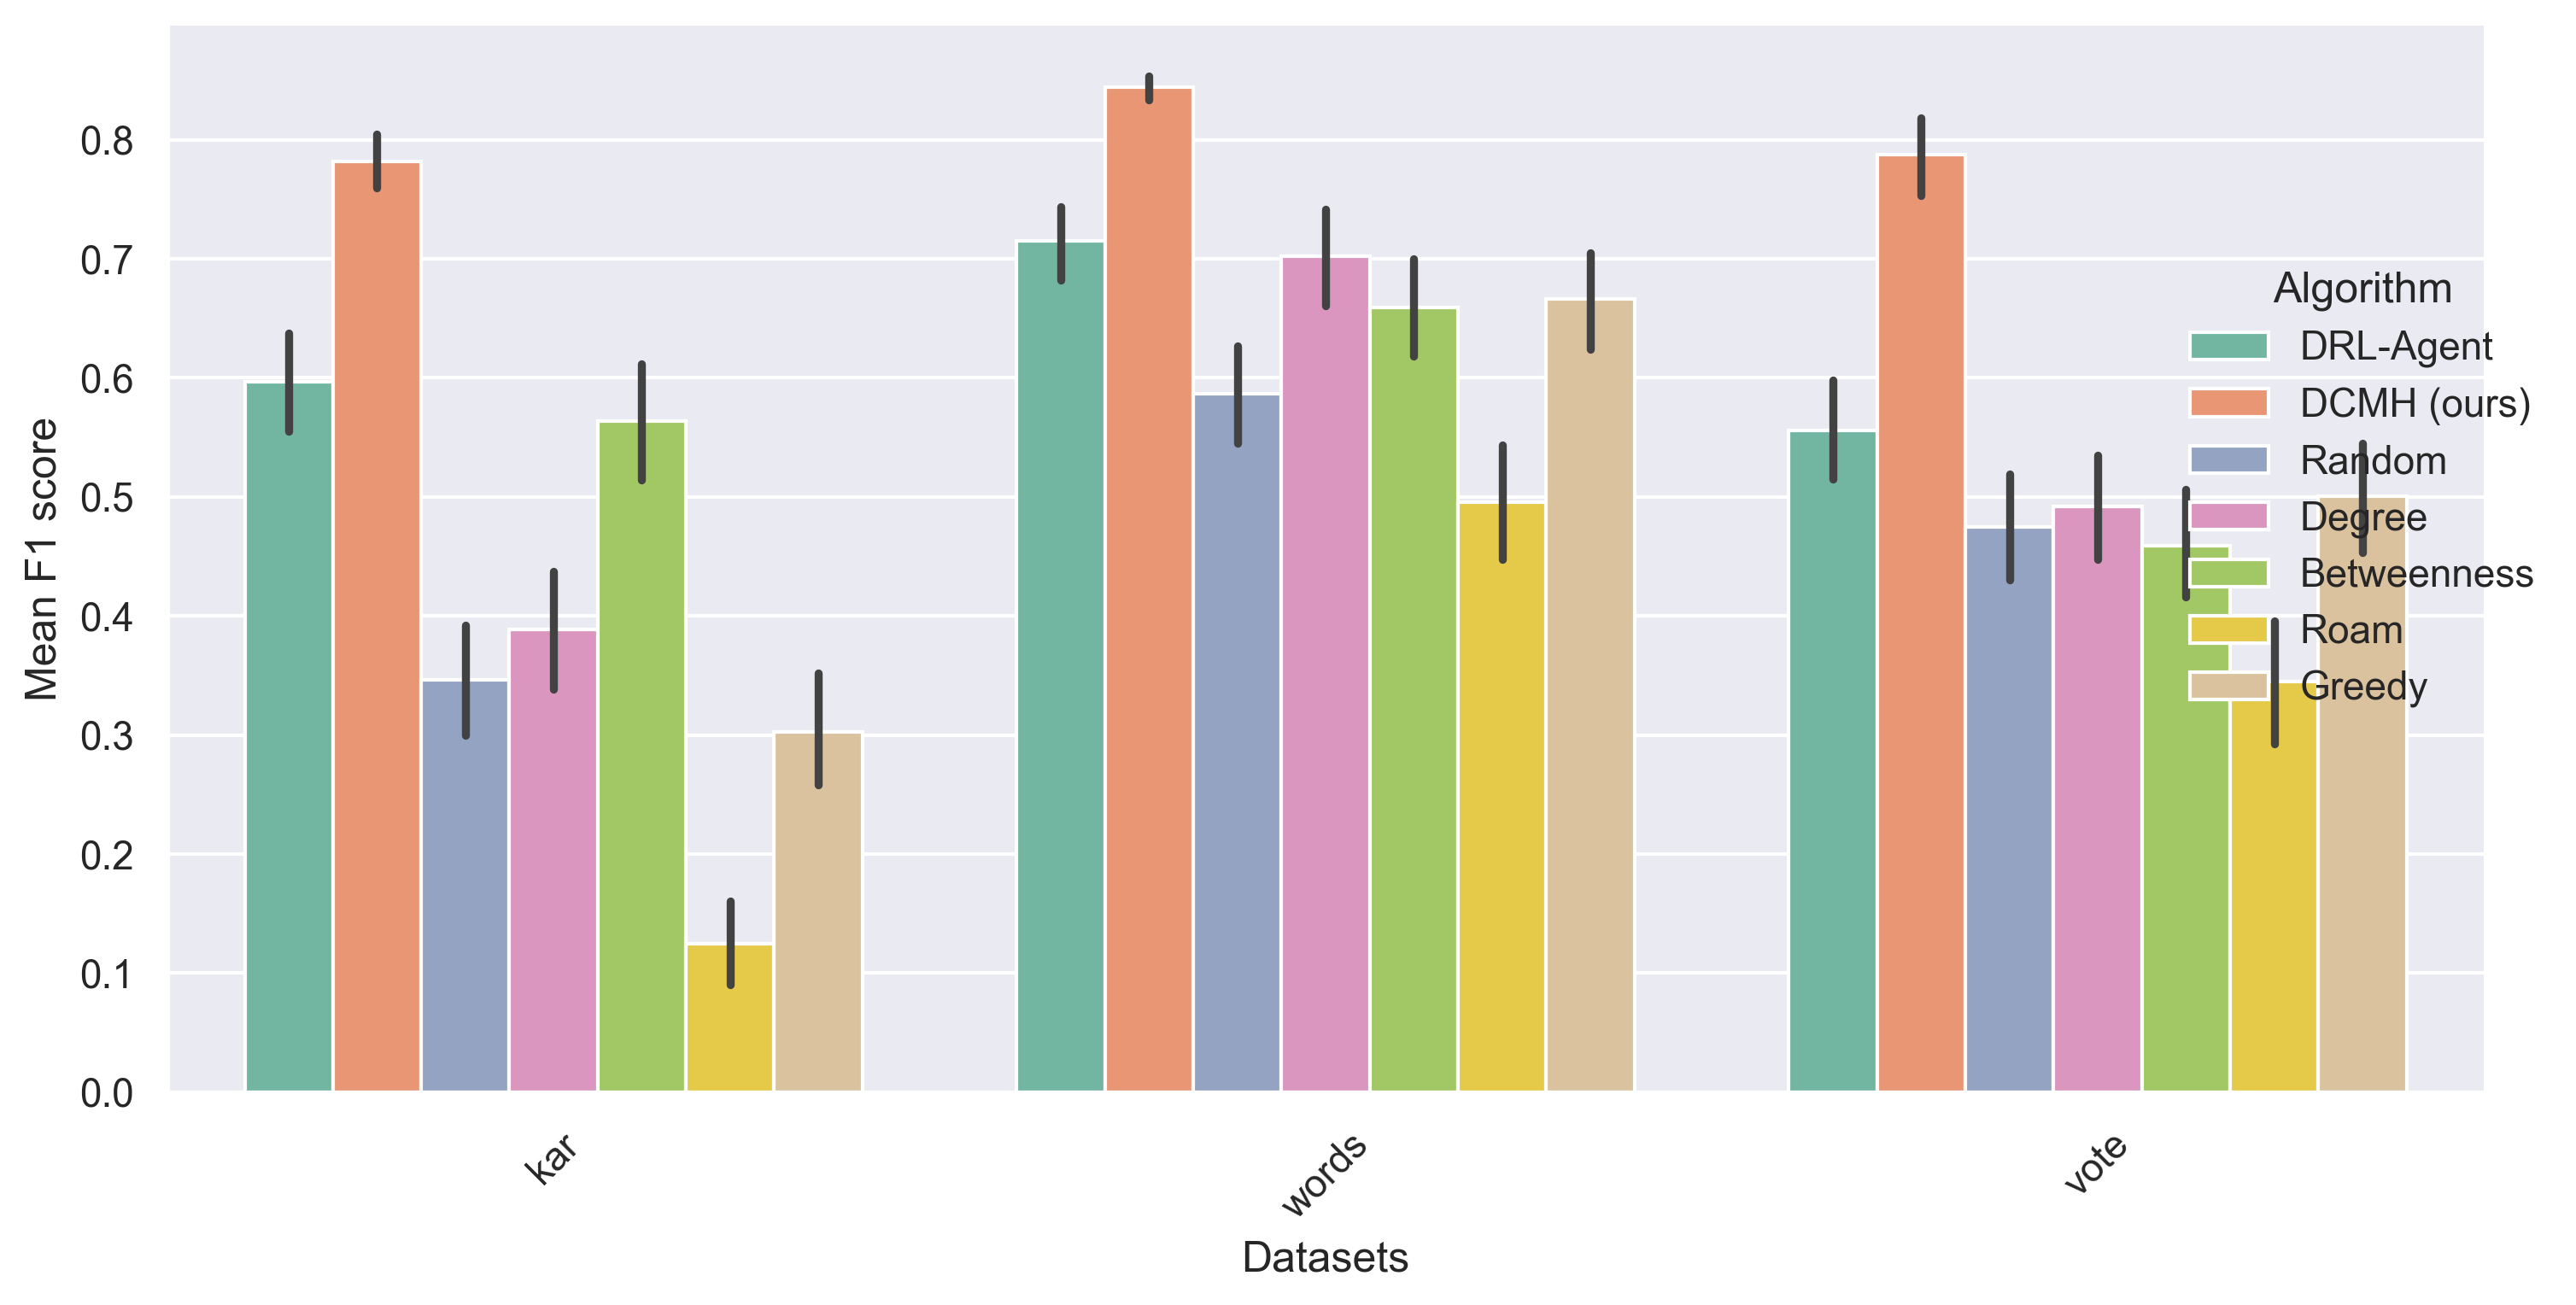 Mean F1 score
0.8
0.7
0.6
0.5
0.4
0.3
0.2
0.1
0.0
Algorithm
DRL-Agent
DCMH (ours)
Random
Degree
Betweenness
Roam
Greedy
kar
words
vote
Datasets